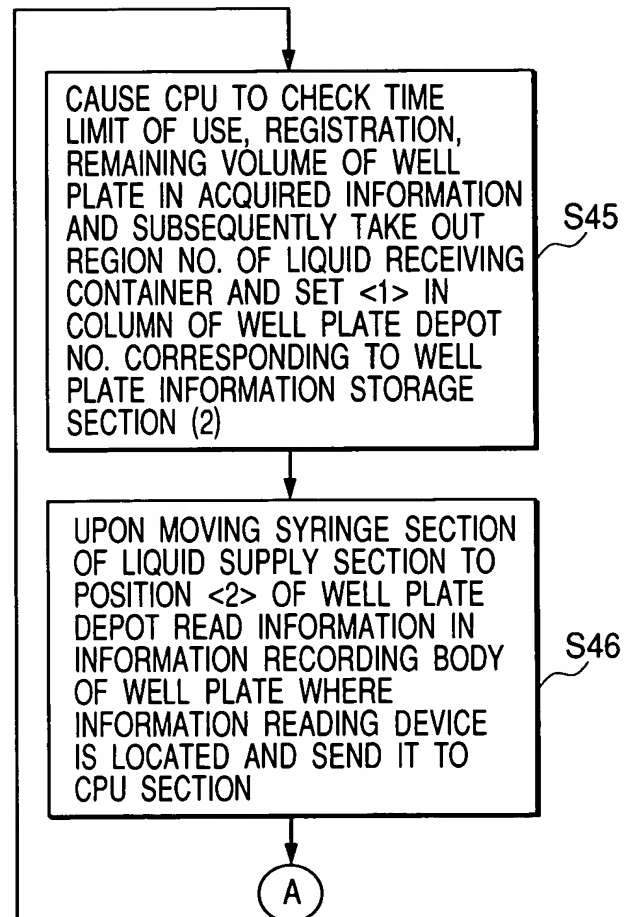 CAUSE CPU TO CHECK TIME
LIMIT OF USE, REGISTRATION,
REMAINING VOLUME OF WELL
PLATE IN ACQUIRED INFORMATION
AND SUBSEQUENTLY TAKE OUT
REGION NO. OF LIQUID RECEIVING
CONTAINER AND SET <1> IN
COLUMN OF WELL PLATE DEPOT
NO. CORRESPONDING TO WELL
PLATE INFORMATION STORAGE
SECTION (2)
S45
UPON MOVING SYRINGE SECTION
OF LIQUID SUPPLY SECTION TO
POSITION <2> OF WELL PLATE
DEPOT READ INFORMATION IN
INFORMATION RECORDING BODY
OF WELL PLATE WHERE
INFORMATION READING DEVICE
IS LOCATED AND SEND IT TO
CPU SECTION
S46
A